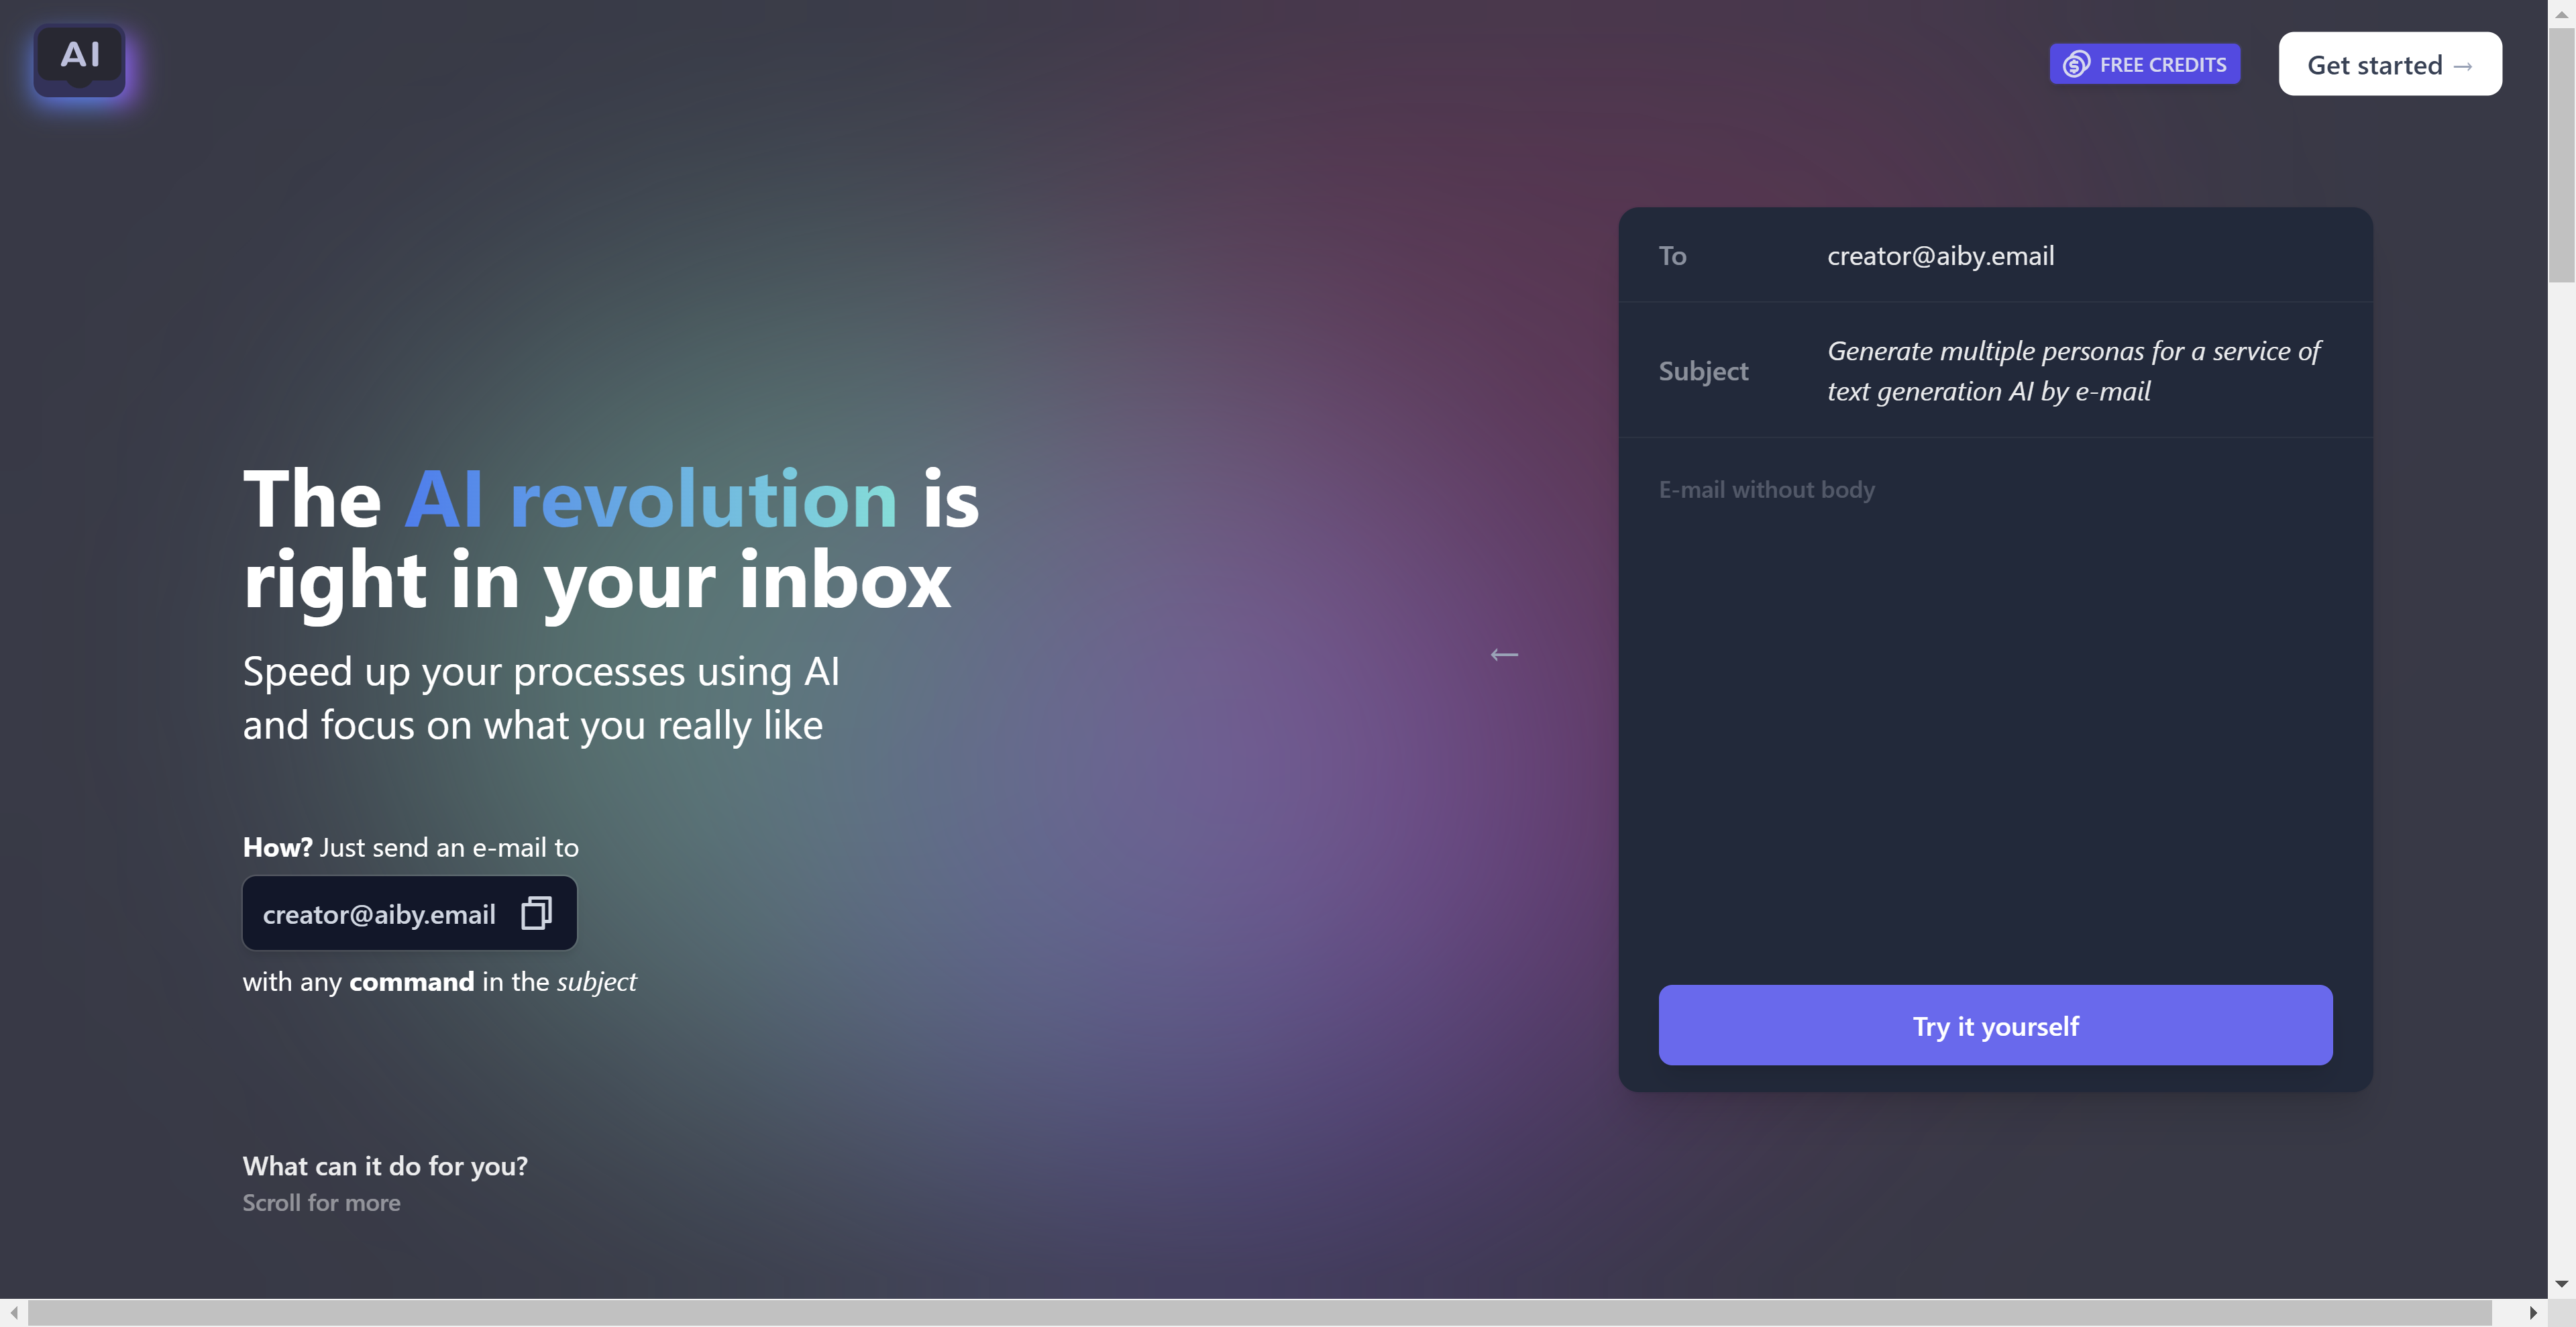 AI
FREE CREDITS
Get started →
The AI revolution is
right in your inbox
Speed up your processes using AI
and focus on what you really like
How? Just send an e-mail to
creator@aiby.email
with any command in the subject
What can it do for you?
Scroll for more
←
To creator@aiby.email
Subject Generate multiple personas for a service of
text generation AI by e-mail
E-mail without body
Try it yourself